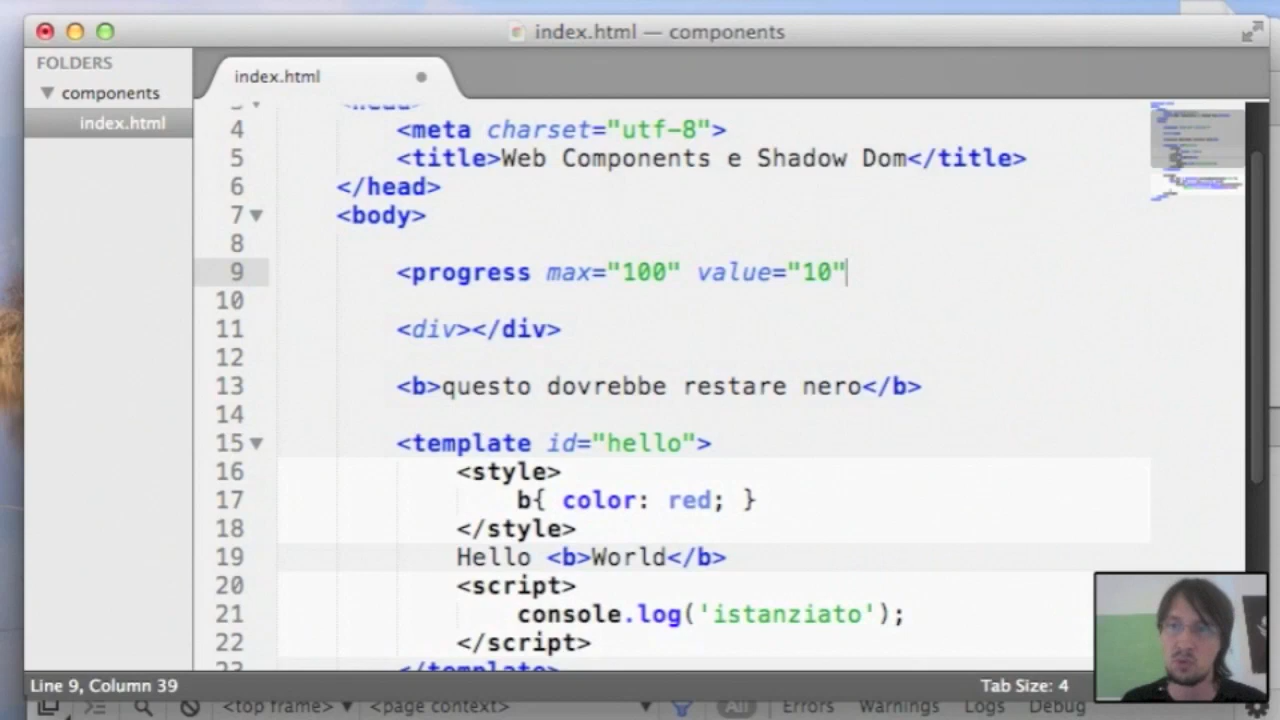 index.html — components
FOLDERS
components
index.html
index.html
3 <head>
4 <meta charset="utf-8">
5 <title>Web Components e Shadow Dom</title>
6 </head>
7 <body>
8
9 <progress max="100" value="10"
10
11 <div></div>
12
13 <b>questo dovrebbe restare nero</b>
14
15 <template id="hello">
16 <style>
17 b{ color: red; }
18 </style>
19 Hello <b>World</b>
20 <script>
21 console.log('istanziato');
22 </script>
23 </template>
Line 9, Column 39
Tab Size: 4
<top frame> <page context> All Errors Warnings Logs Debug